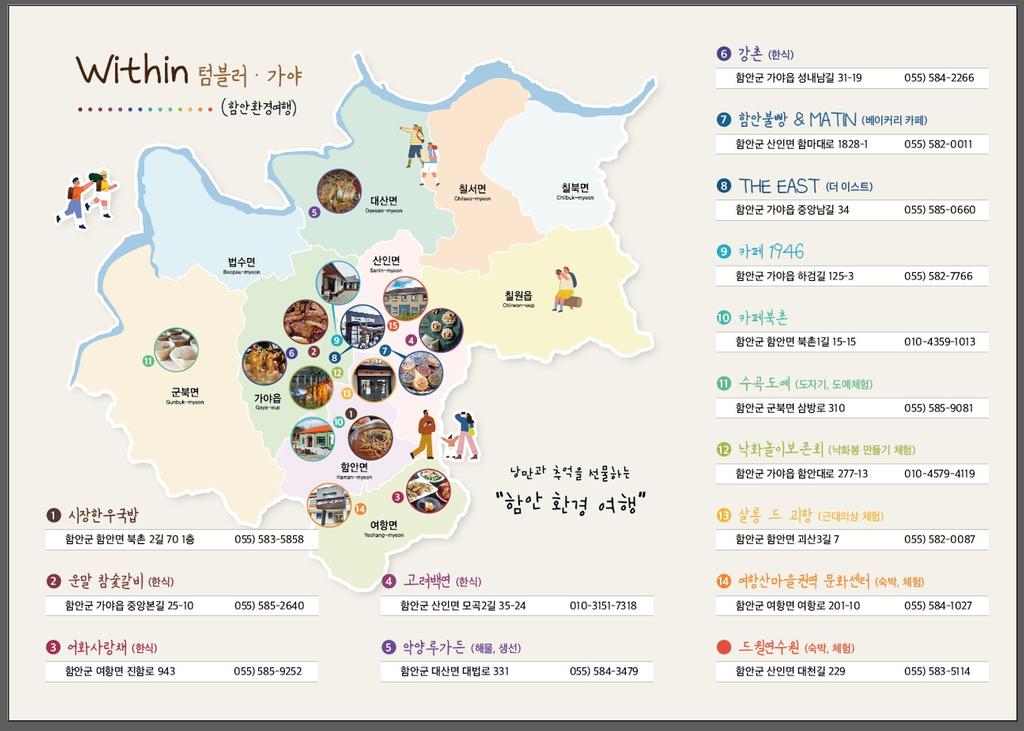 Within 텀블러 · 가야
(함안환경여행)
대산면
Daesan-myeon
칠서면
Chilseo-myeon
칠북면
Chilbuk-myeon
법수면
Beopsu-myeon
산인면
Sanin-myeon
칠원읍
Chirwon-eup
군북면
Gunbuk-myeon
가야읍
Gaya-eup
함안면
Haman-myeon
여항면
Yeohang-myeon
5
11
6
2
9
8
12
13
7
15
4
1
10
3
14
낭만과 추억을 선물하는
"함안 환경 여행"
1 시장한우국밥
함안군 함안면 북촌 2길 70 1층 055) 583-5858
2 운말 참숯갈비 (한식)
함안군 가야읍 중앙본길 25-10 055) 585-2640
3 어화사랑채 (한식)
함안군 여항면 진함로 943 055) 585-9252
4 고려백연 (한식)
함안군 산인면 모곡2길 35-24 010-3151-7318
5 악양루가든 (해물, 생선)
함안군 대산면 대법로 331 055) 584-3479
6 강촌 (한식)
함안군 가야읍 성내남길 31-19 055) 584-2266
7 함안불빵 & MATIN (베이커리 카페)
함안군 산인면 함마대로 1828-1 055) 582-0011
8 THE EAST (더 이스트)
함안군 가야읍 중앙남길 34 055) 585-0660
9 카페 1946
함안군 가야읍 하검길 125-3 055) 582-7766
10 카페북촌
함안군 함안면 북촌1길 15-15 010-4359-1013
11 수곡도예 (도자기, 도예체험)
함안군 군북면 삼방로 310 055) 585-9081
12 낙화놀이보존회 (낙화봉 만들기 체험)
함안군 가야읍 함안대로 277-13 010-4579-4119
13 살롱 드 괴항 (근대의상 체험)
함안군 함안면 괴산3길 7 055) 582-0087
14 여항산마을권역 문화센터 (숙박, 체험)
함안군 여항면 여항로 201-10 055) 584-1027
드윌연수원 (숙박, 체험)
함안군 산인면 대천길 229 055) 583-5114